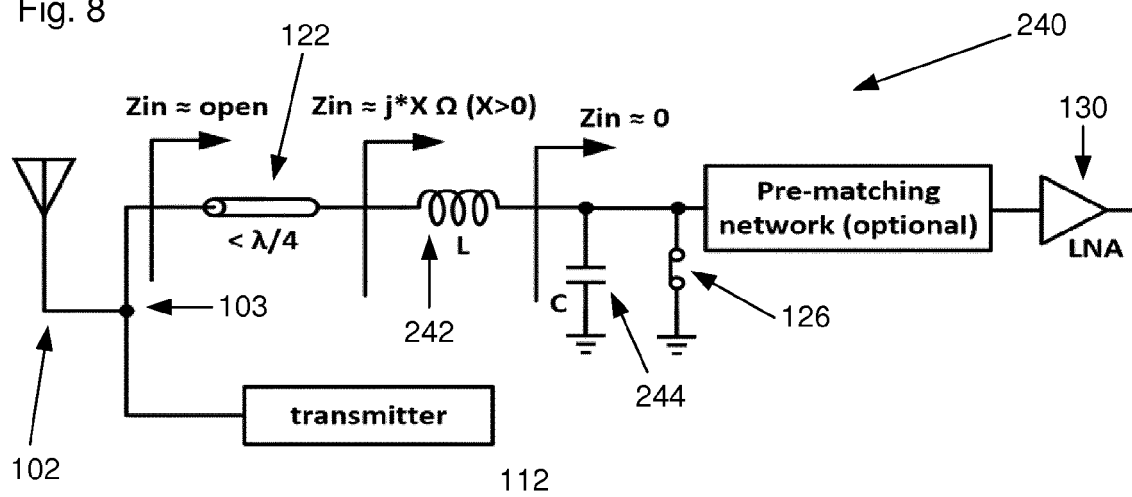 Fig. 8
122
240
Zin ≈ open
Zin ≈ j*X Ω (X>0)
Zin ≈ 0
130
Pre-matching
network (optional)
< λ/4
L
LNA
103
242
C
126
244
transmitter
102
112